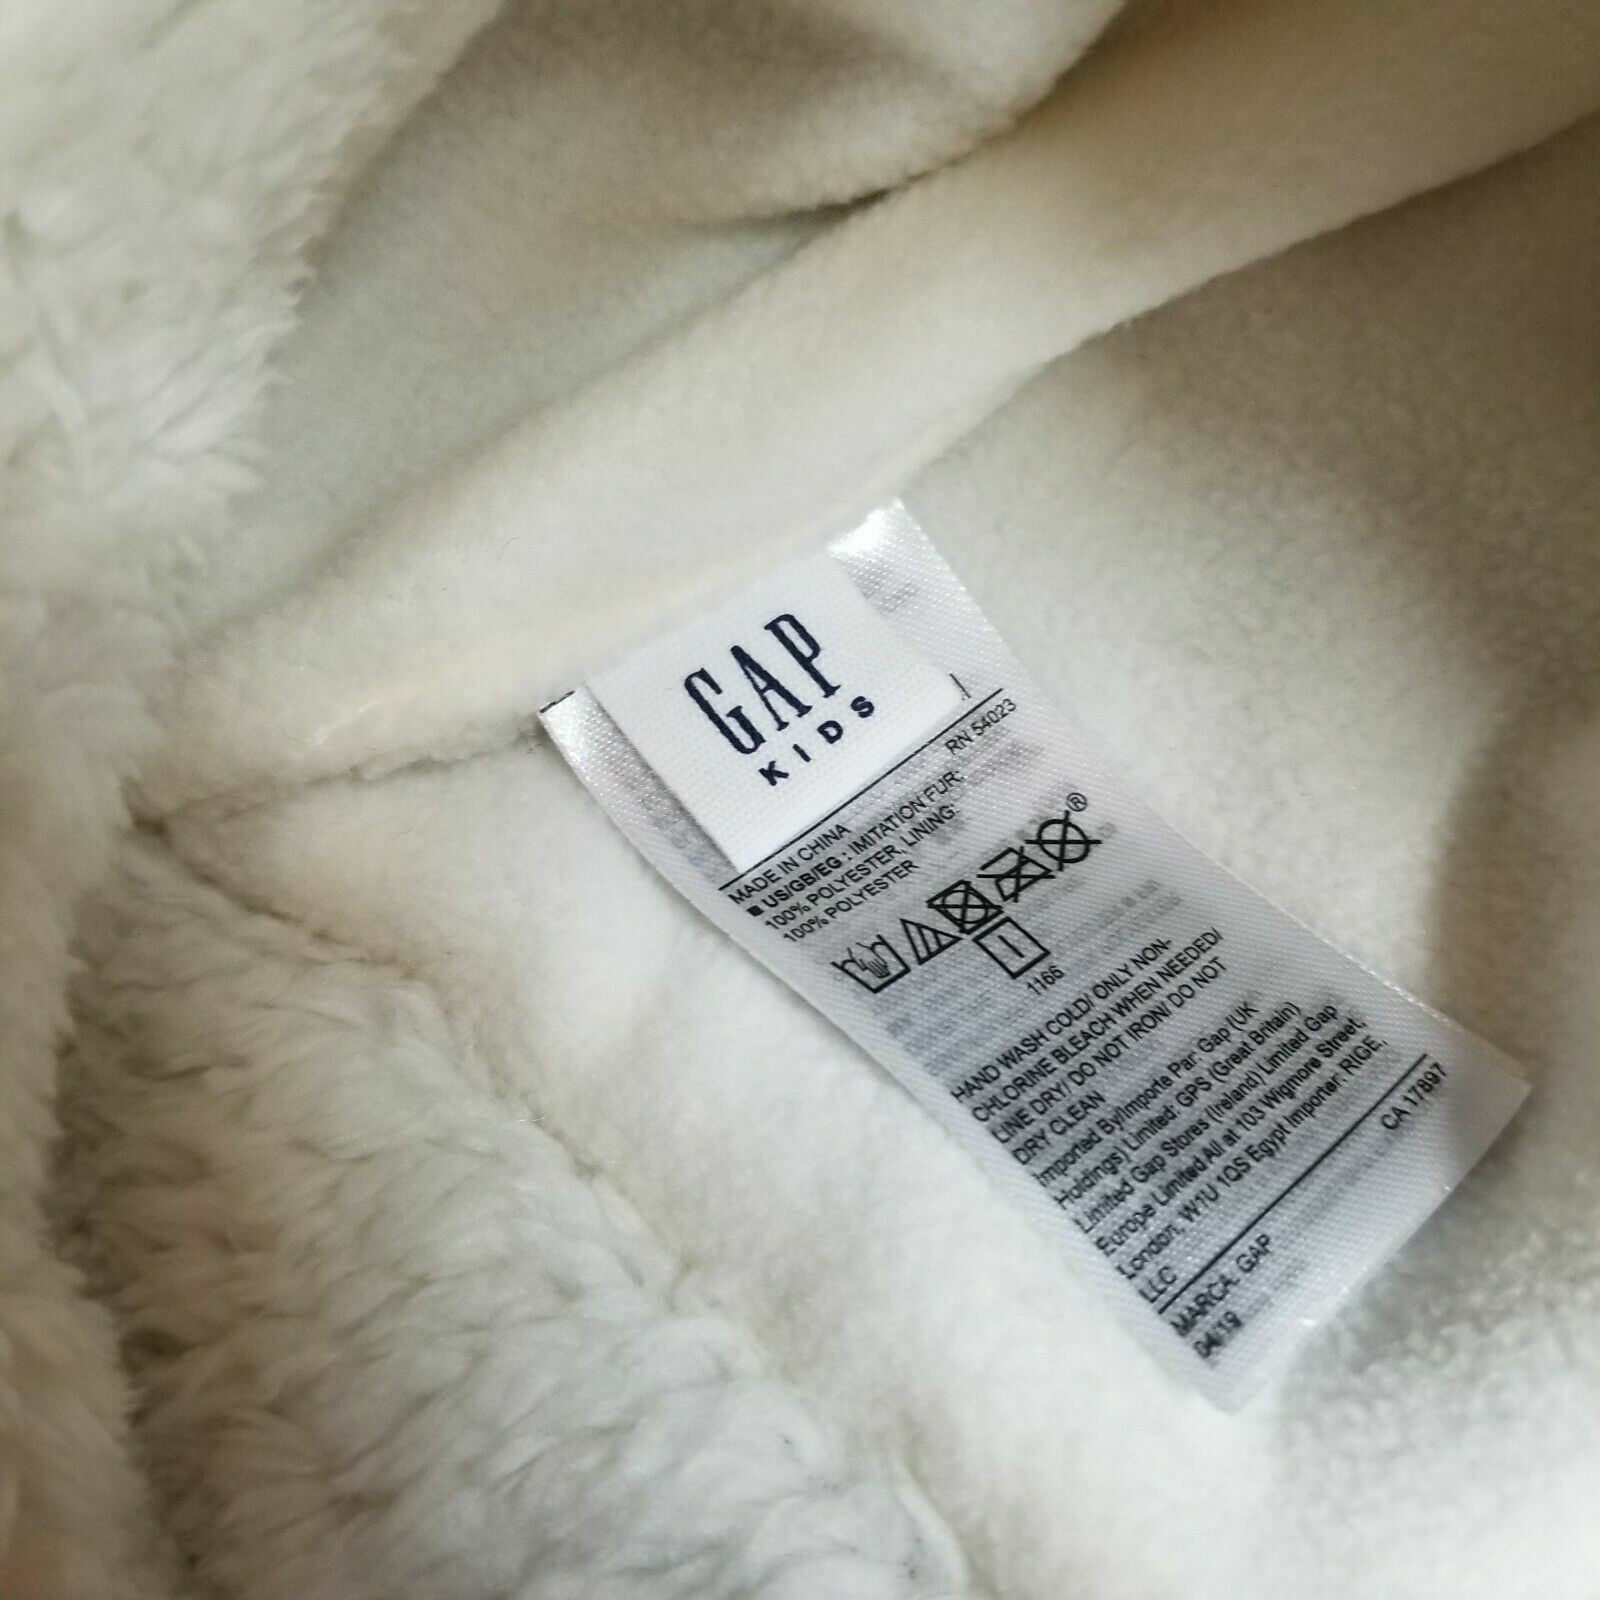 GAP
KIDS
RN 54023
MADE IN CHINA
■ US/GB/EG : IMITATION FUR:
100% POLYESTER, LINING:
100% POLYESTER
1166
HAND WASH COLD/ ONLY NON-
CHLORINE BLEACH WHEN NEEDED/
LINE DRY/ DO NOT IRON/ DO NOT
DRY CLEAN
Imported By/Importe Par: Gap (UK
Holdings) Limited: GPS (Great Britain)
Limited Gap Stores (Ireland) Limited Gap
Europe Limited All at 103 Wigmore Street,
London, W1U 1QS Egypt Importer: RIGE,
LLC
CA 17897
MARCA: GAP
04/19